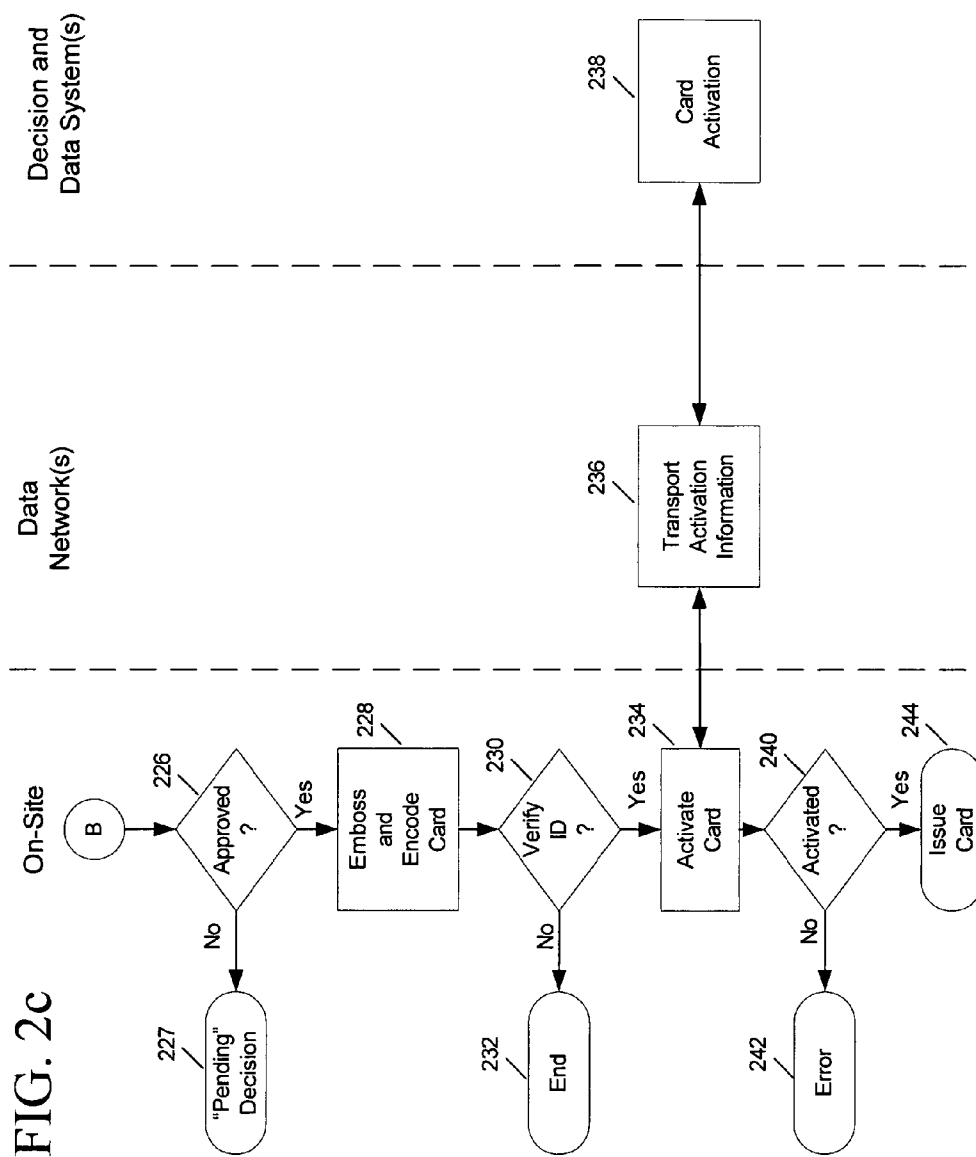 FIG. 2c
On-Site
Data
Network(s)
Decision and
Data System(s)
B
226
Approved
?
No
Yes
227
"Pending"
Decision
228
Emboss
and
Encode
Card
230
Verify
ID
?
No
Yes
232
End
234
Activate
Card
236
Transport
Activation
Information
238
Card
Activation
240
Activated
?
No
Yes
242
Error
244
Issue
Card